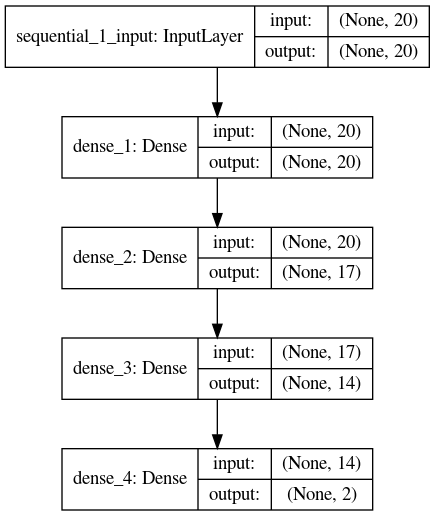 sequential_1_input: InputLayer
input: (None, 20)
output: (None, 20)
dense_1: Dense
input: (None, 20)
output: (None, 20)
dense_2: Dense
input: (None, 20)
output: (None, 17)
dense_3: Dense
input: (None, 17)
output: (None, 14)
dense_4: Dense
input: (None, 14)
output: (None, 2)